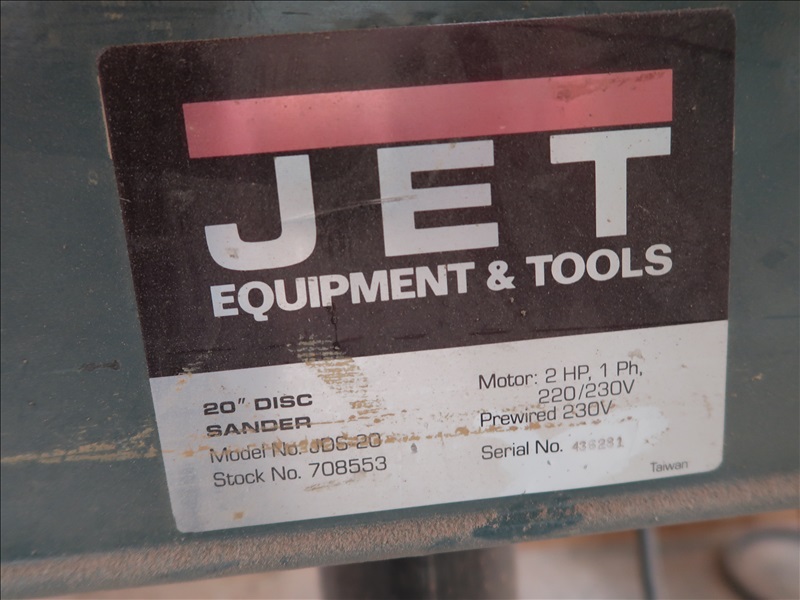 JET
EQUIPMENT & TOOLS
20" DISC
SANDER
Model No. JDS-20
Stock No. 708553
Motor: 2 HP, 1 Ph,
220/230V
Prewired 230V
Serial No. 436281
Taiwan